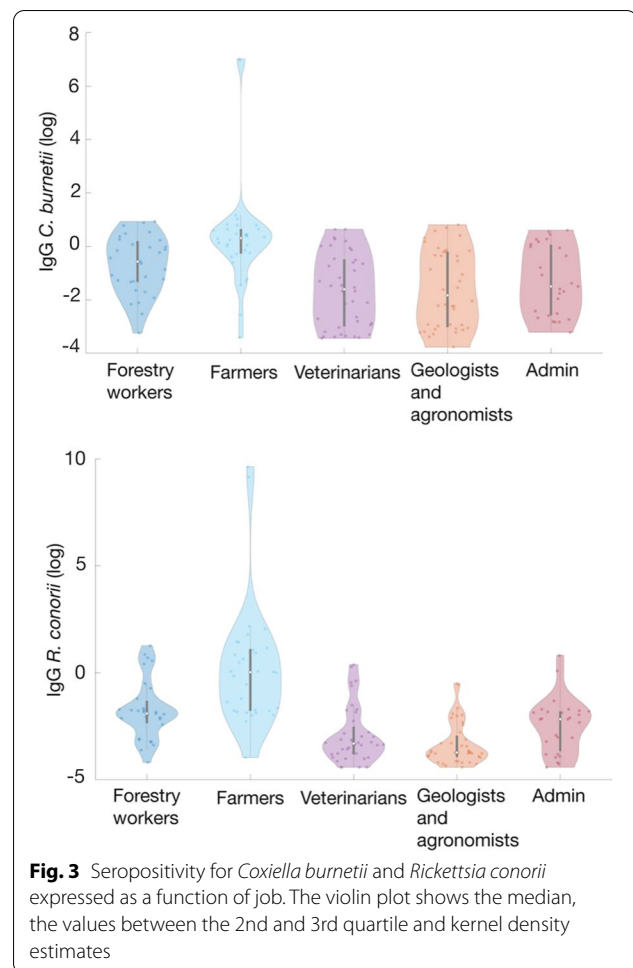 8
6
4
2
0
-2
-4
IgG C. burnetii (log)
Forestry workers
Farmers
Veterinarians
Geologists and agronomists
Admin
10
5
0
-5
IgG R. conorii (log)
Forestry workers
Farmers
Veterinarians
Geologists and agronomists
Admin
Fig. 3 Seropositivity for Coxiella burnetii and Rickettsia conorii
expressed as a function of job. The violin plot shows the median,
the values between the 2nd and 3rd quartile and kernel density
estimates